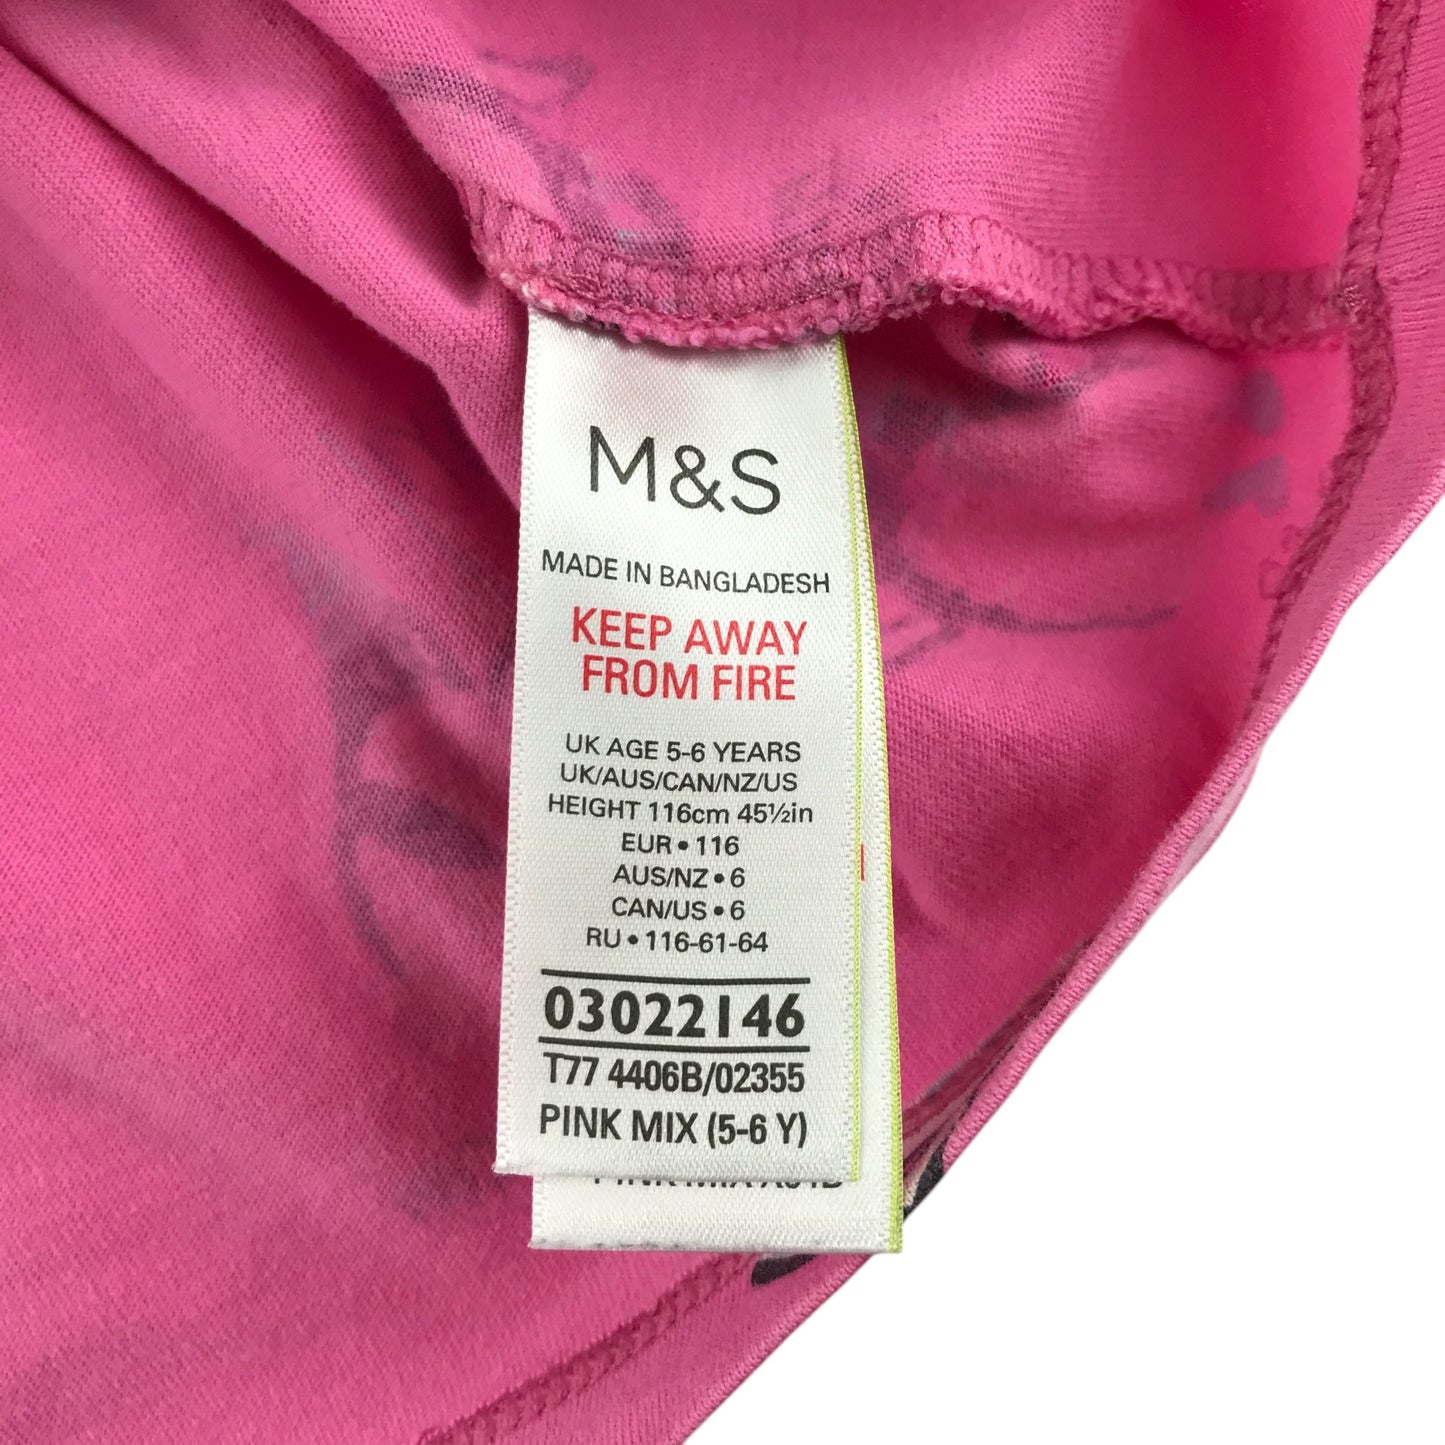 M&S
MADE IN BANGLADESH
KEEP AWAY
FROM FIRE
UK AGE 5-6 YEARS
UK/AUS/CAN/NZ/US
HEIGHT 116cm 45½in
EUR • 116
AUS/NZ • 6
CAN/US • 6
RU • 116-61-64
03022146
T77 4406B/02355
PINK MIX (5-6 Y)